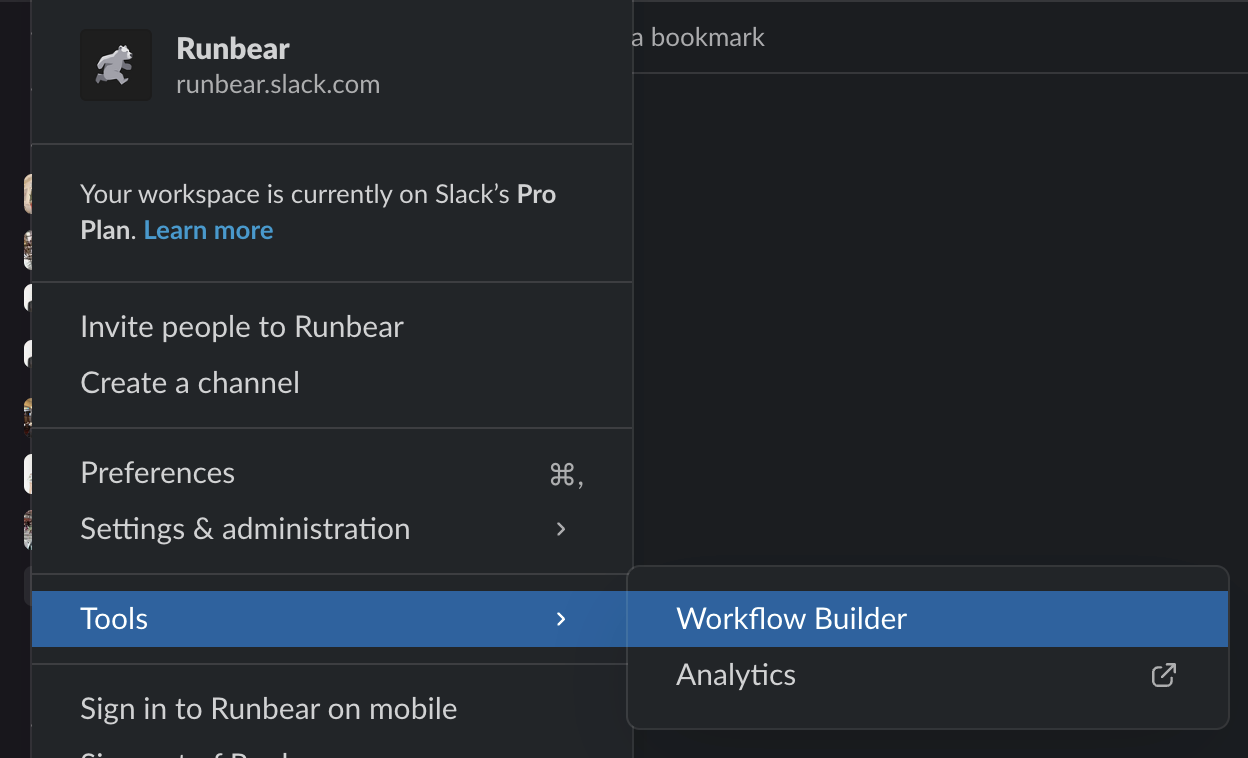 a bookmark
Runbear
runbear.slack.com
Your workspace is currently on Slack’s Pro
Plan. Learn more
Invite people to Runbear
Create a channel
Preferences ⌘,
Settings & administration
Tools
Workflow Builder
Analytics
Sign in to Runbear on mobile